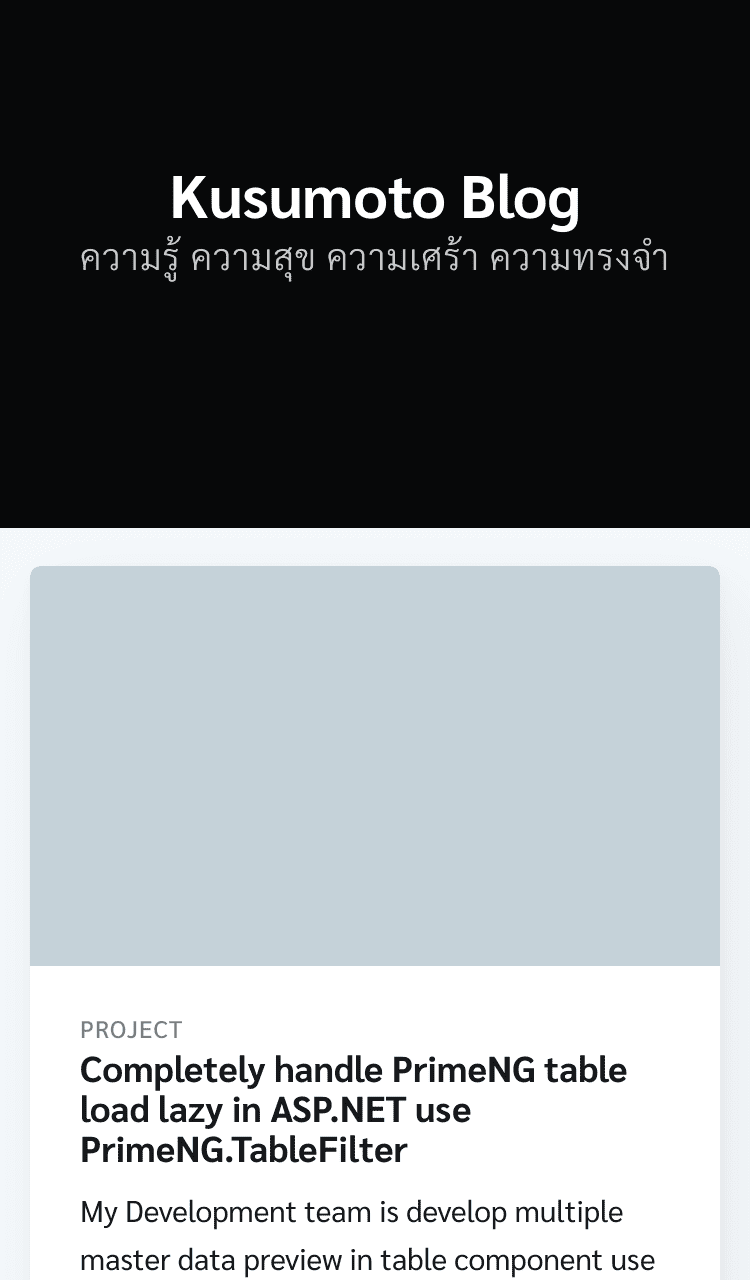 Kusumoto Blog
ความรู้ ความสุข ความเศร้า ความทรงจำ
PROJECT
Completely handle PrimeNG table
load lazy in ASP.NET use
PrimeNG.TableFilter
My Development team is develop multiple
master data preview in table component use